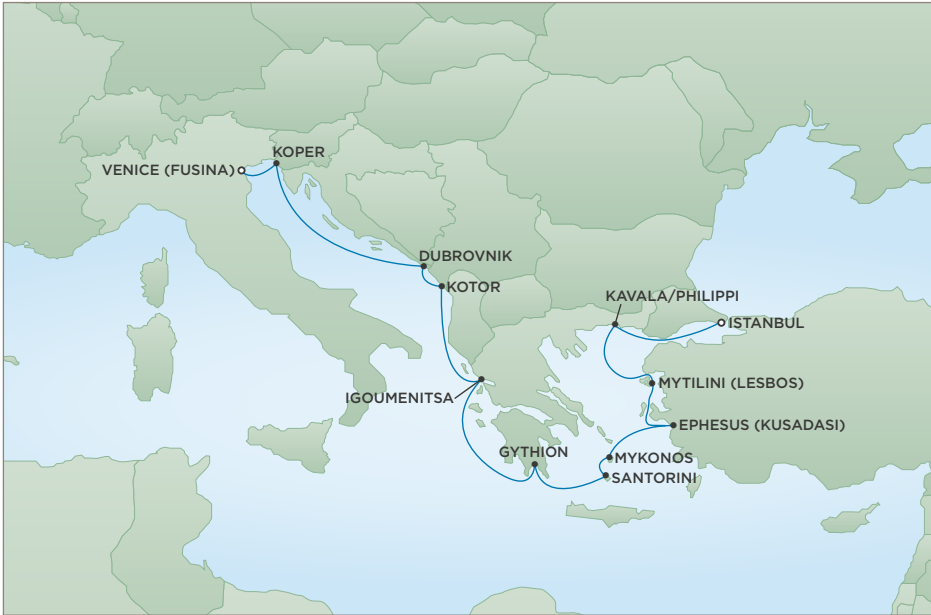 KOPER
VENICE (FUSINA)
DUBROVNIK
KOTOR
KAVALA/PHILIPPI
ISTANBUL
MYTILINI (LESBOS)
IGOUMENITSA
EPHESUS (KUSADASI)
GYTHION
MYKONOS
SANTORINI